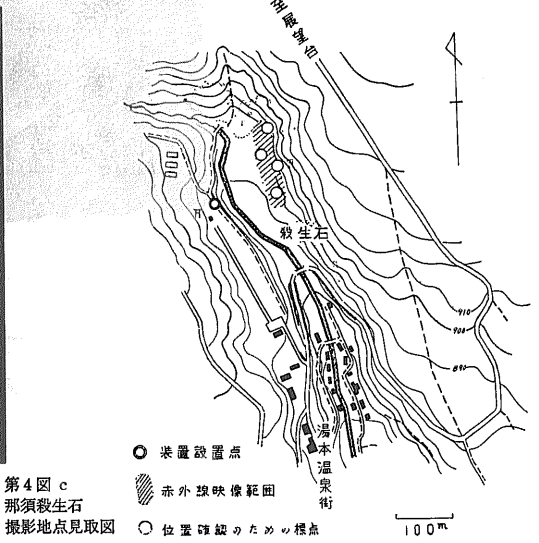 至展望台
殺生石
910
900
890
湯本温泉街
装置設置点
赤外線映像範囲
位置確認のための標点
100m
第4図 c
那須殺生石
撮影地点見取図